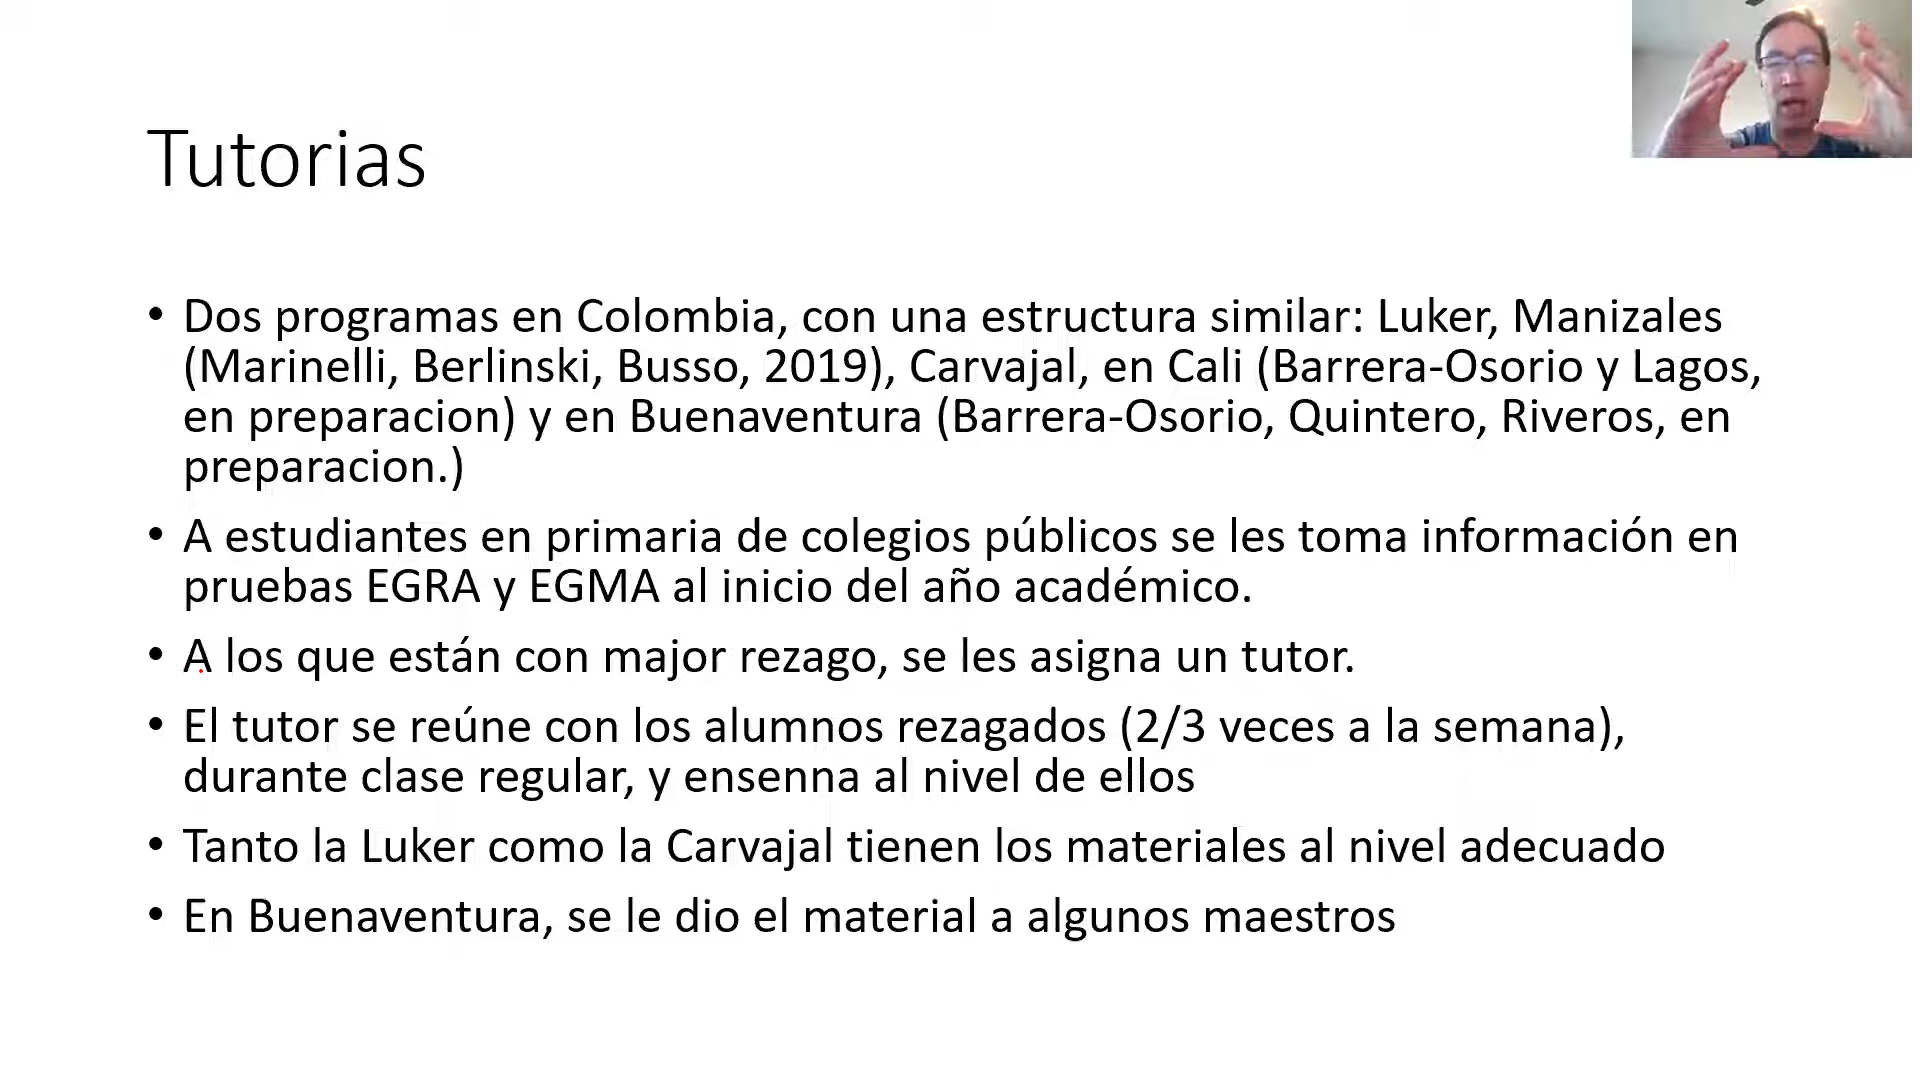 Tutorias
• Dos programas en Colombia, con una estructura similar: Luker, Manizales
(Marinelli, Berlinski, Busso, 2019), Carvajal, en Cali (Barrera-Osorio y Lagos,
en preparacion) y en Buenaventura (Barrera-Osorio, Quintero, Riveros, en
preparacion.)
• A estudiantes en primaria de colegios públicos se les toma información en
pruebas EGRA y EGMA al inicio del año académico.
• A los que están con major rezago, se les asigna un tutor.
• El tutor se reúne con los alumnos rezagados (2/3 veces a la semana),
durante clase regular, y ensenna al nivel de ellos
• Tanto la Luker como la Carvajal tienen los materiales al nivel adecuado
• En Buenaventura, se le dio el material a algunos maestros